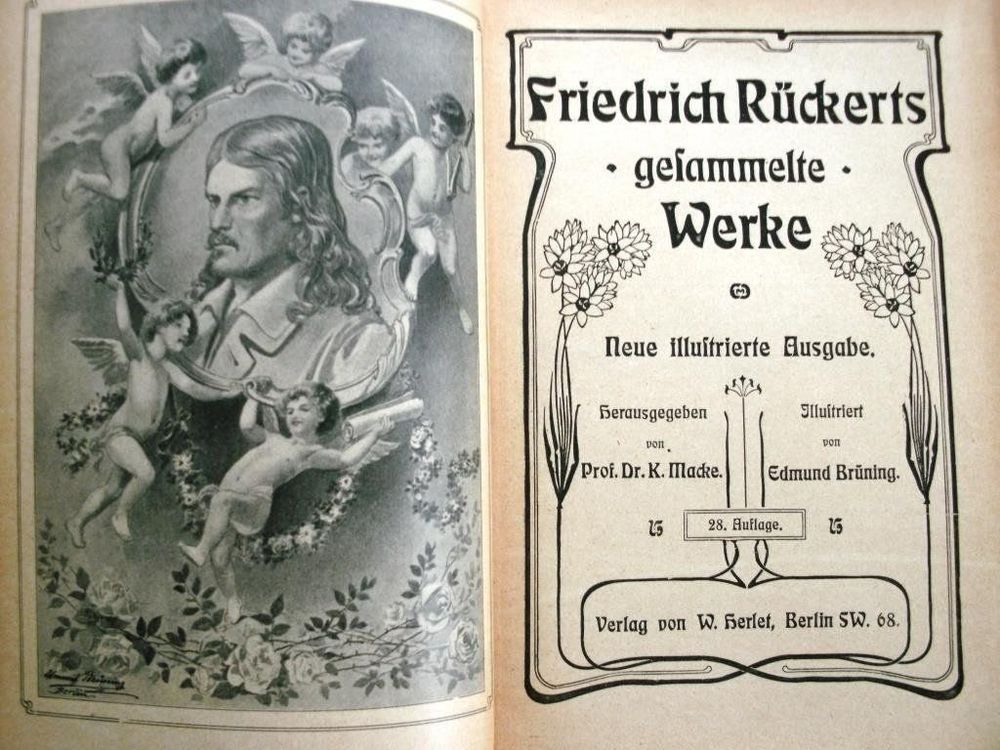 Friedrich Rückerts
· geſammelte ·
Werke
Neue illuſtrierte Ausgabe.
Herausgegeben
von
Prof. Dr. K. Macke.
Illuſtriert
von
Edmund Brüning.
28. Auflage.
Verlag von W. Herlet, Berlin SW. 68.
Berlin